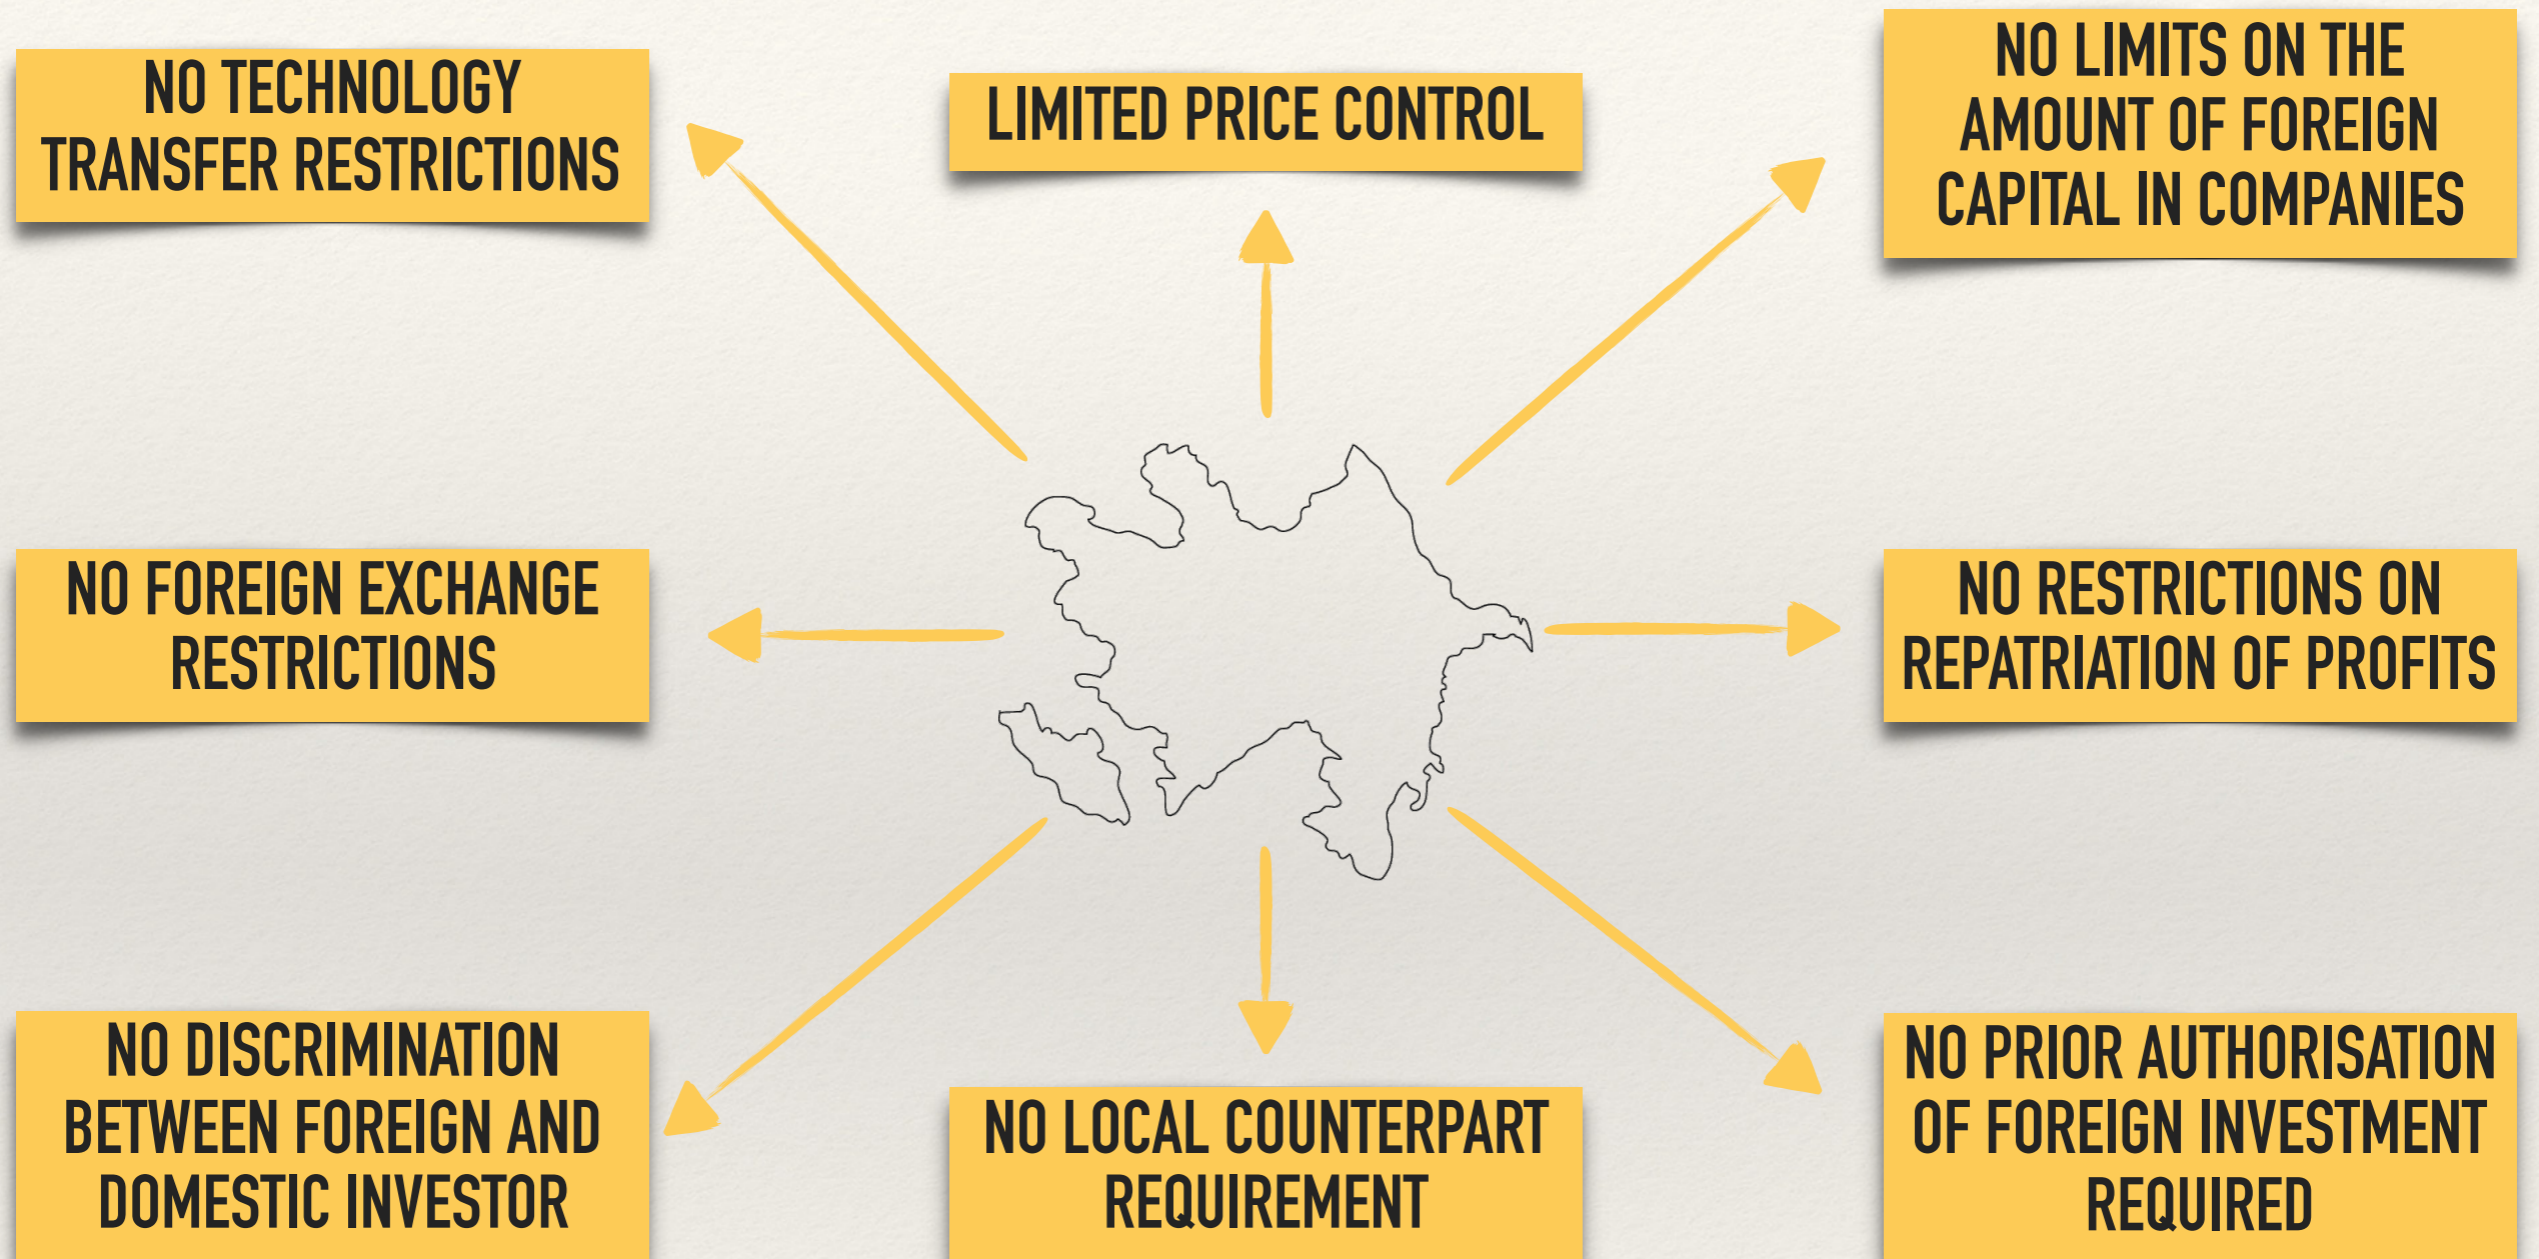 NO TECHNOLOGY
TRANSFER RESTRICTIONS
LIMITED PRICE CONTROL
NO LIMITS ON THE
AMOUNT OF FOREIGN
CAPITAL IN COMPANIES
NO FOREIGN EXCHANGE
RESTRICTIONS
NO RESTRICTIONS ON
REPATRIATION OF PROFITS
NO DISCRIMINATION
BETWEEN FOREIGN AND
DOMESTIC INVESTOR
NO LOCAL COUNTERPART
REQUIREMENT
NO PRIOR AUTHORISATION
OF FOREIGN INVESTMENT
REQUIRED